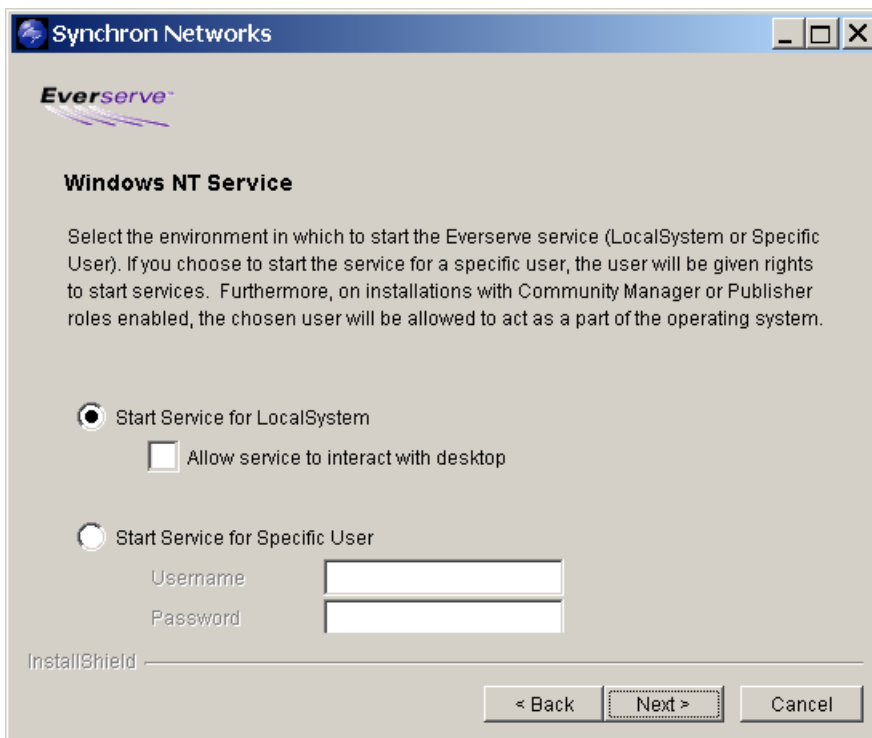 Synchron Networks
Everserve™
Windows NT Service
Select the environment in which to start the Everserve service (LocalSystem or Specific
User). If you choose to start the service for a specific user, the user will be given rights
to start services.  Furthermore, on installations with Community Manager or Publisher
roles enabled, the chosen user will be allowed to act as a part of the operating system.
Start Service for LocalSystem
Allow service to interact with desktop
Start Service for Specific User
Username
Password
InstallShield
< Back
Next >
Cancel